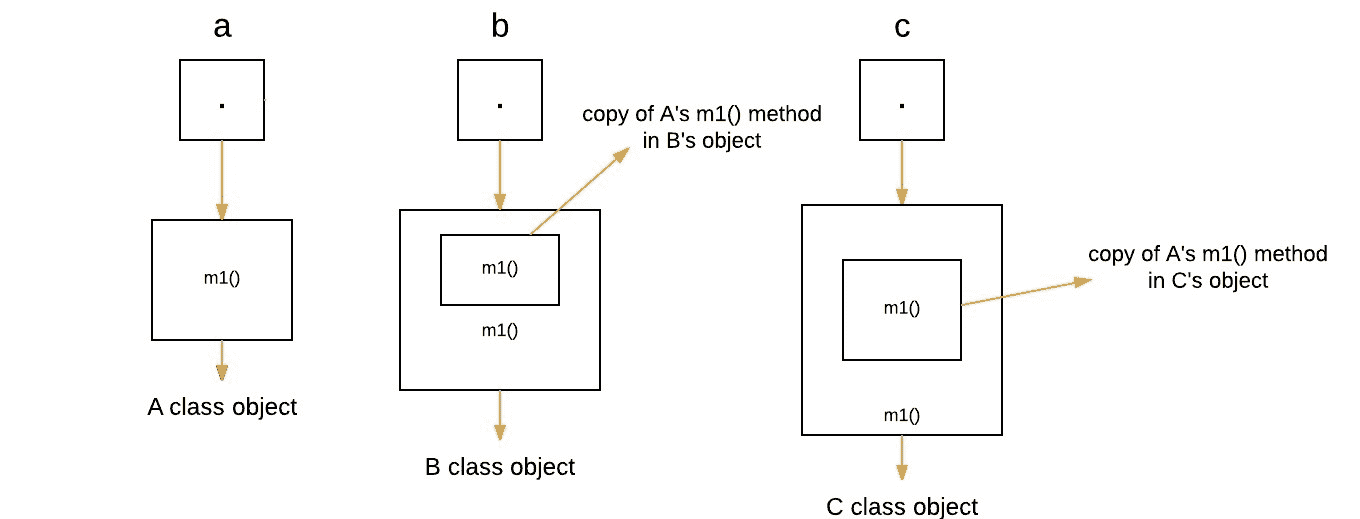 a
b
c
copy of A's m1() method
in B's object
m1()
m1()
m1()
copy of A's m1() method
in C's object
m1()
m1()
A class object
B class object
C class object